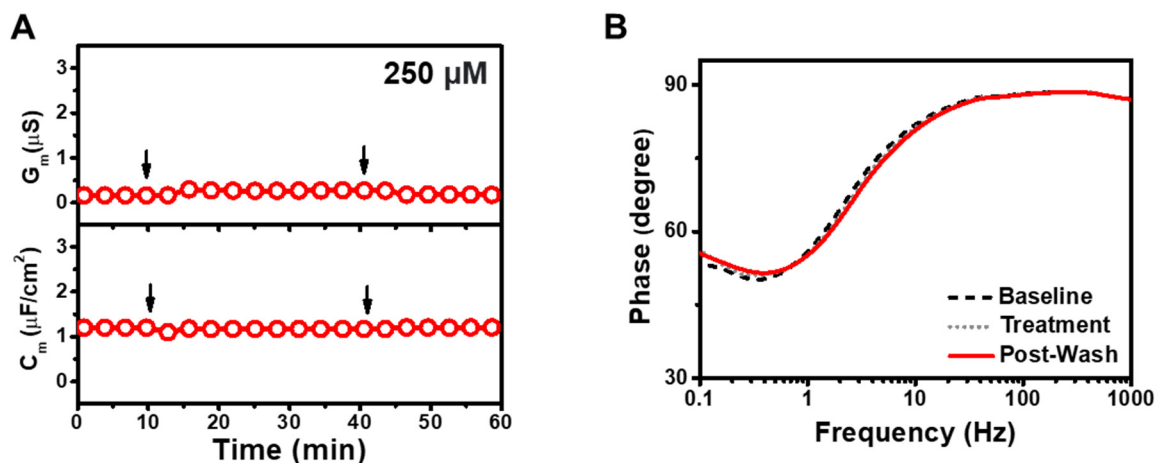 A
250 μM
3
2
1
0
G_m(μS)
3
2
1
0
C_m (μF/cm²)
0 10 20 30 40 50 60
Time (min)
B
90
60
30
Phase (degree)
Baseline
Treatment
Post-Wash
0.1 1 10 100 1000
Frequency (Hz)